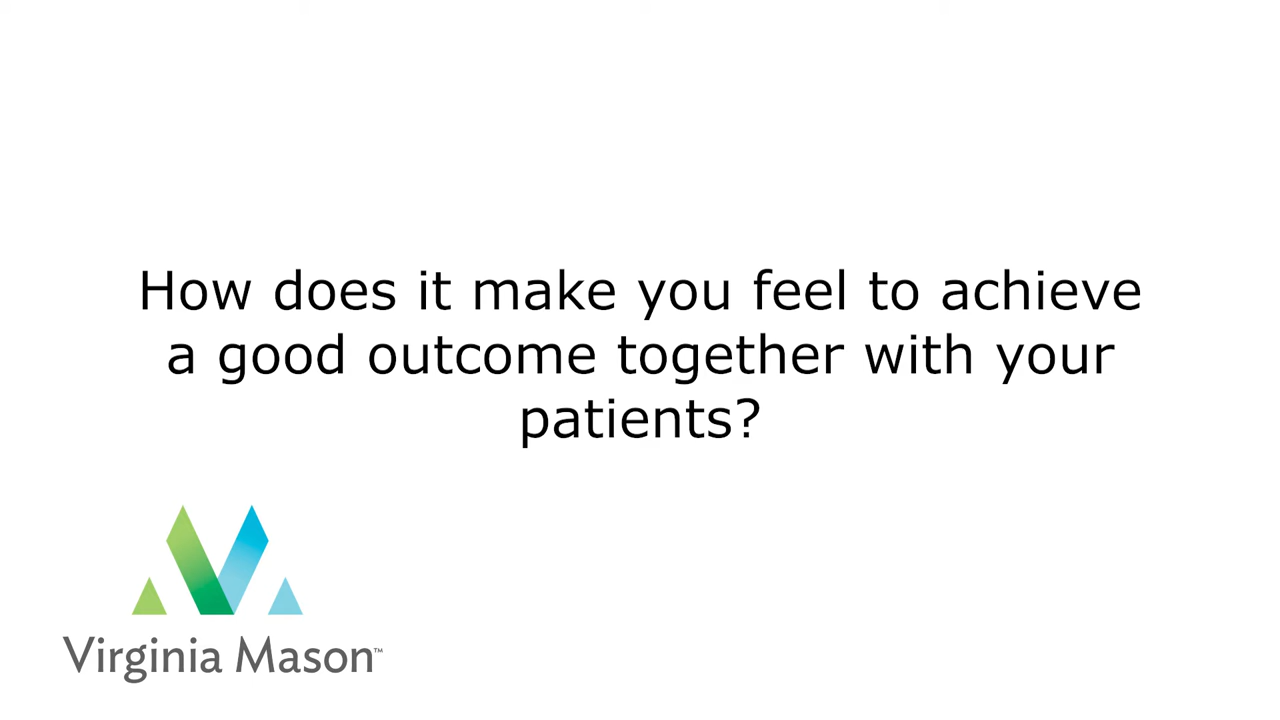 How does it make you feel to achieve
a good outcome together with your
patients?
Virginia Mason™